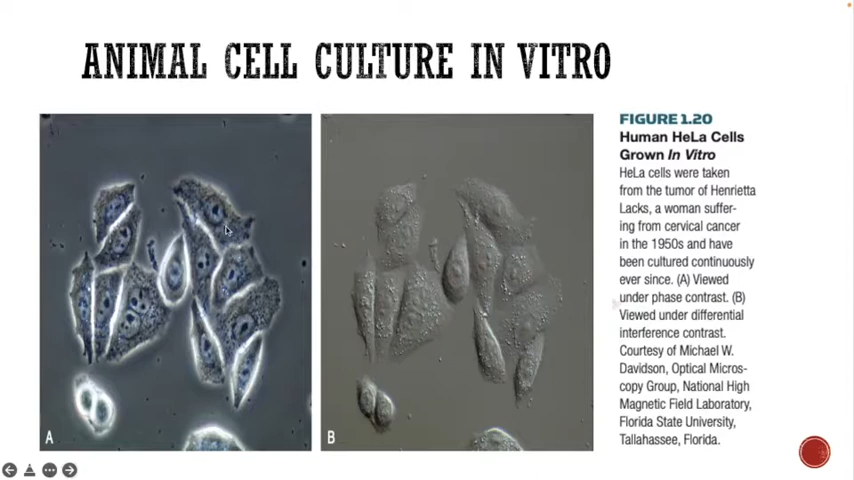 ANIMAL CELL CULTURE IN VITRO
A
B
FIGURE 1.20
Human HeLa Cells
Grown In Vitro
HeLa cells were taken
from the tumor of Henrietta
Lacks, a woman suffer-
ing from cervical cancer
in the 1950s and have
been cultured continuously
ever since. (A) Viewed
under phase contrast. (B)
Viewed under differential
interference contrast.
Courtesy of Michael W.
Davidson, Optical Micros-
copy Group, National High
Magnetic Field Laboratory,
Florida State University,
Tallahassee, Florida.